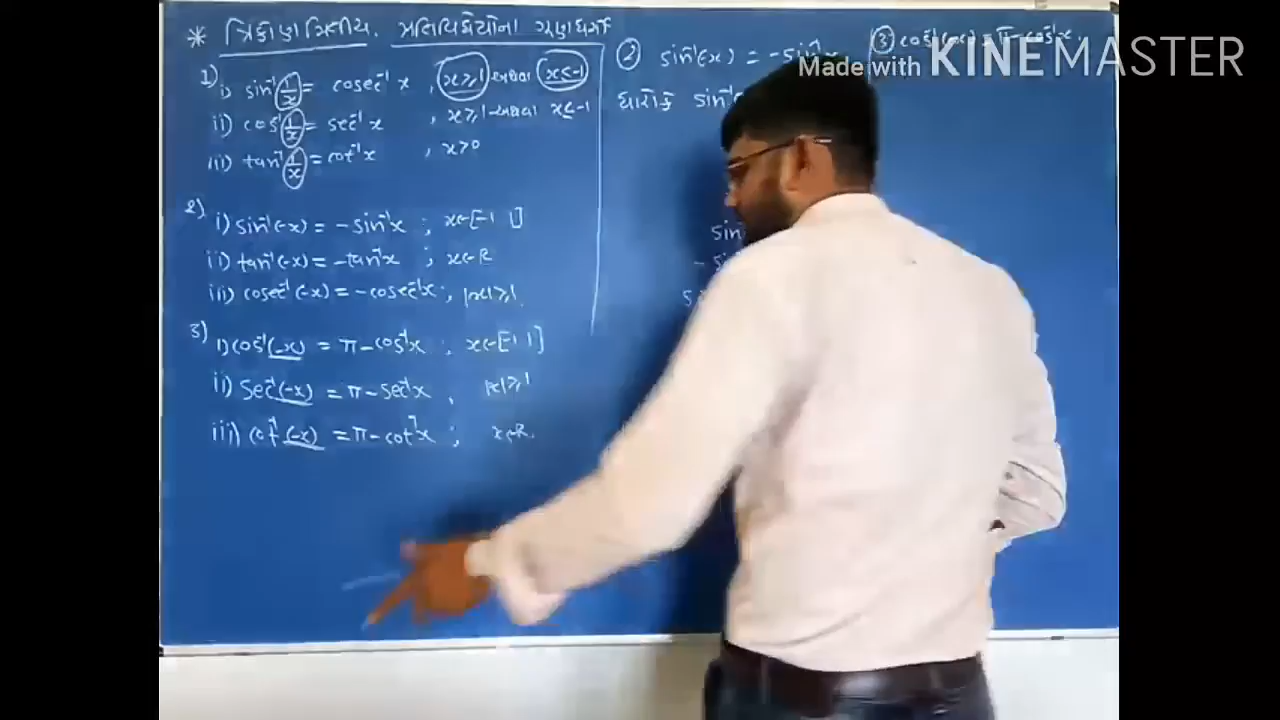 * ત્રિકોણમિતીય પ્રતિવિધેયોના ગુણધર્મો
1) i) sin⁻¹(1/x) = cosec⁻¹ x , x ≥ 1 અથવા x ≤ -1
ii) cos⁻¹(1/x) = sec⁻¹ x , x ≥ 1 અથવા x ≤ -1
iii) tan⁻¹(1/x) = cot⁻¹ x , x > 0
2) i) sin⁻¹(-x) = -sin⁻¹x ; x ∈ [-1 1]
ii) tan⁻¹(-x) = -tan⁻¹x ; x ∈ R
iii) cosec⁻¹(-x) = -cosec⁻¹x ; |x| ≥ 1.
3) i) cos⁻¹(-x) = π - cos⁻¹x ; x ∈ [-1 1]
ii) sec⁻¹(-x) = π - sec⁻¹x , |x| ≥ 1
iii) cot⁻¹(-x) = π - cot⁻¹x ; x ∈ R.
② sin⁻¹(-x) = -sin⁻¹x
ધારોકે sin⁻¹(
sin
- si
s
③ cos⁻¹(-x) = π - cos⁻¹x.
Made with KINEMASTER